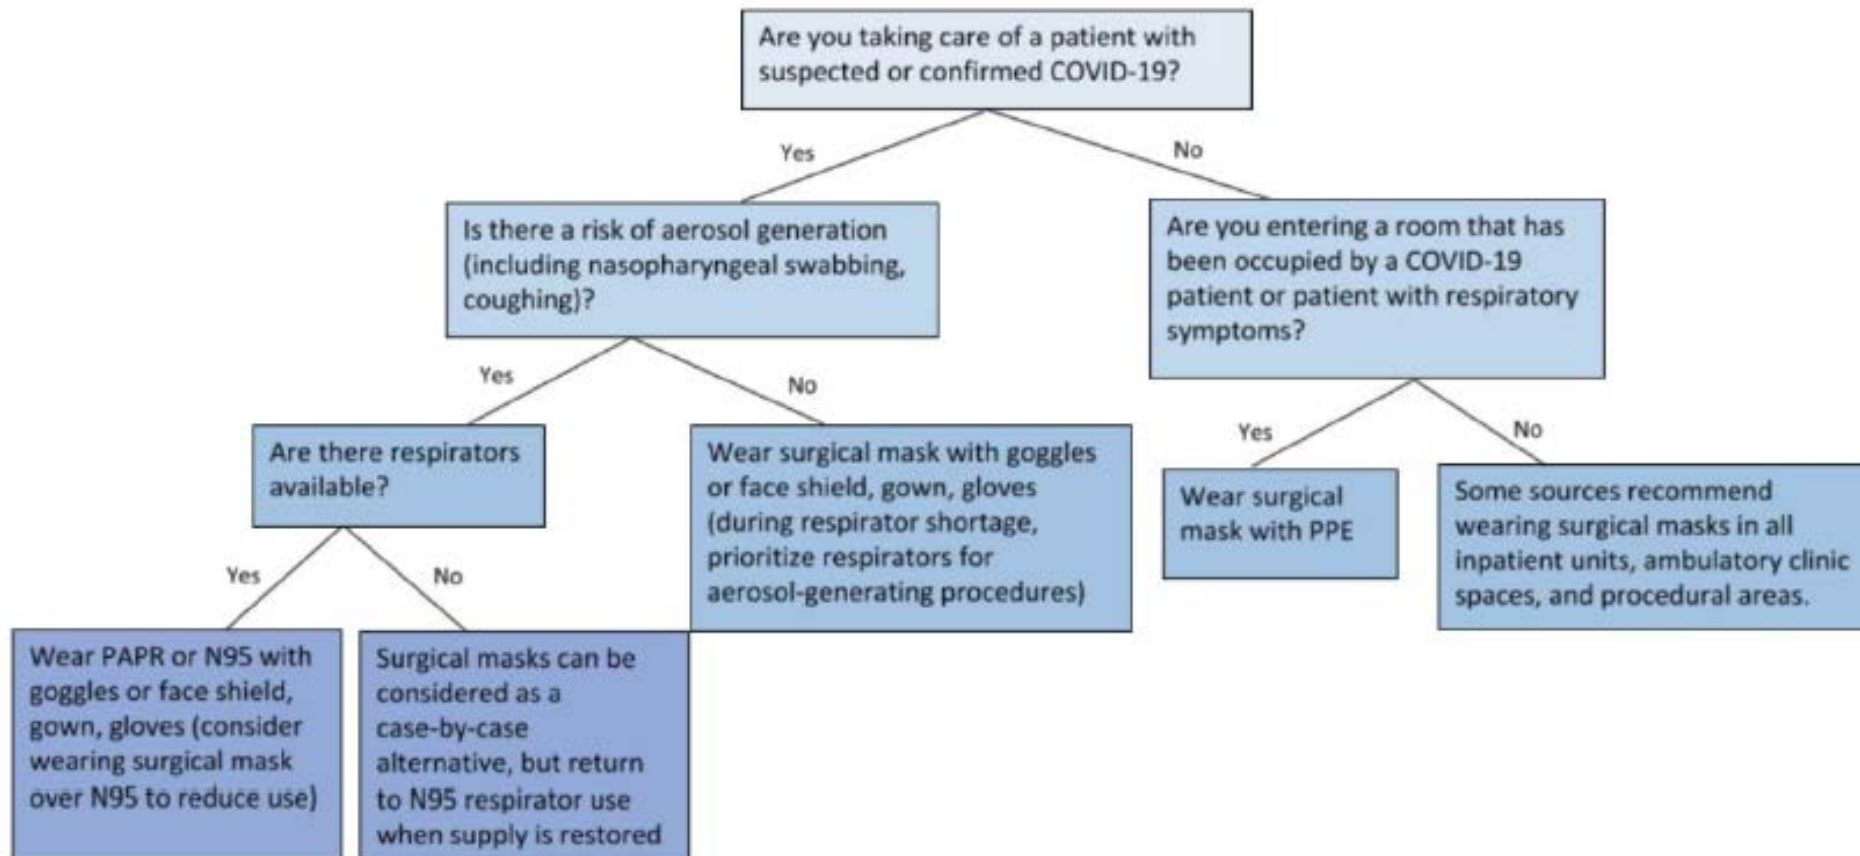 Are you taking care of a patient with
suspected or confirmed COVID-19?
Yes
No
Is there a risk of aerosol generation
(including nasopharyngeal swabbing,
coughing)?
Are you entering a room that has
been occupied by a COVID-19
patient or patient with respiratory
symptoms?
Yes
No
Yes
No
Are there respirators
available?
Wear surgical mask with goggles
or face shield, gown, gloves
(during respirator shortage,
prioritize respirators for
aerosol-generating procedures)
Wear surgical
mask with PPE
Some sources recommend
wearing surgical masks in all
inpatient units, ambulatory clinic
spaces, and procedural areas.
Yes
No
Wear PAPR or N95 with
goggles or face shield,
gown, gloves (consider
wearing surgical mask
over N95 to reduce use)
Surgical masks can be
considered as a
case-by-case
alternative, but return
to N95 respirator use
when supply is restored